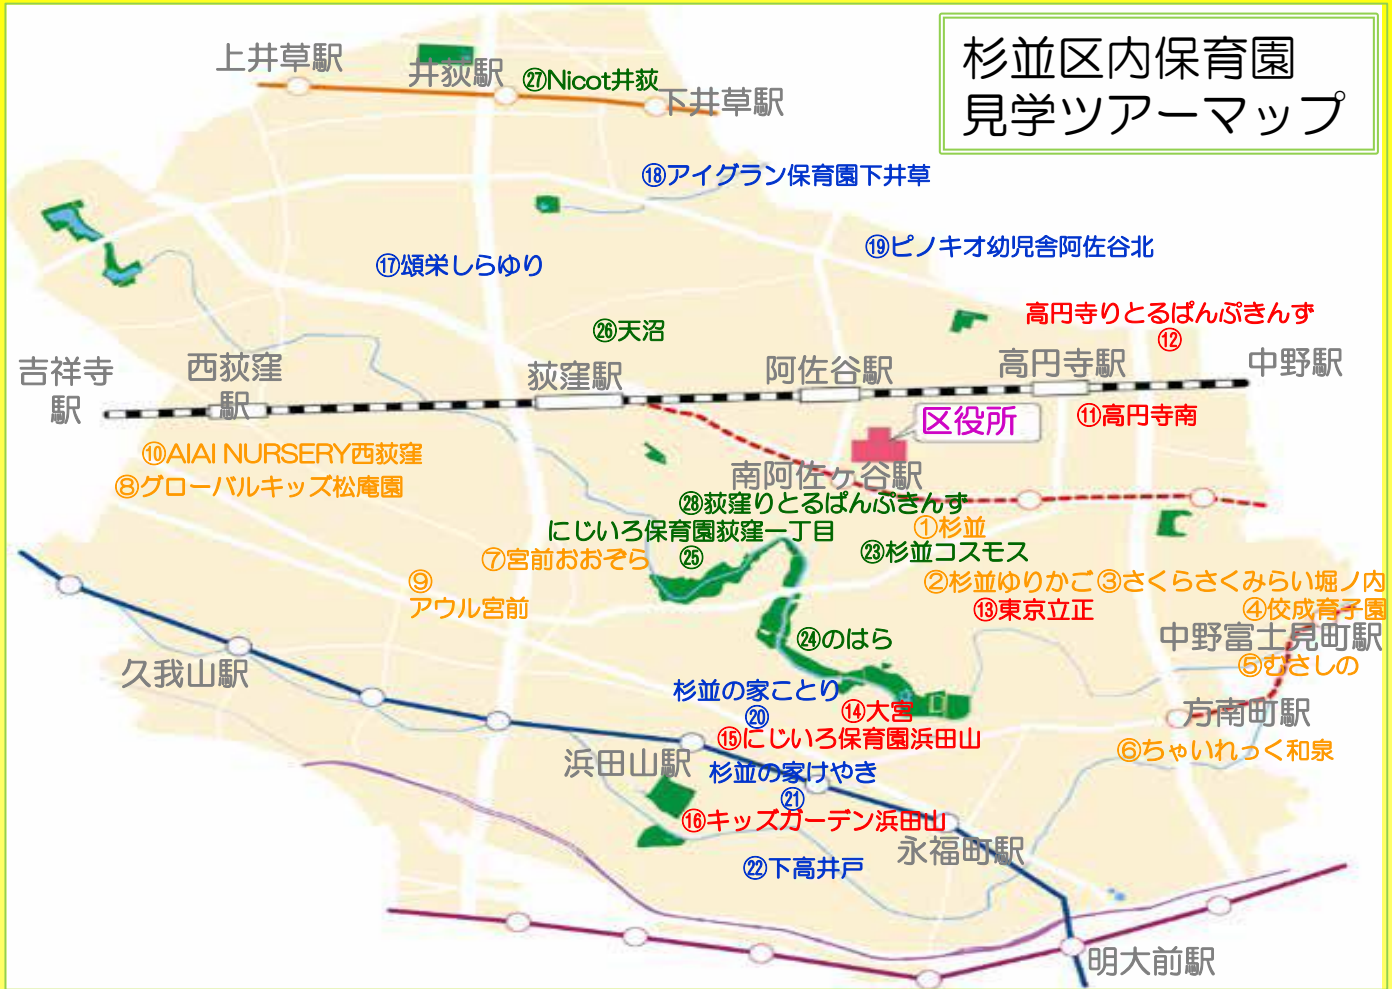 杉並区内保育園
見学ツアーマップ
上井草駅
井荻駅
㉗Nicot井荻
下井草駅
⑱アイグラン保育園下井草
⑲ピノキオ幼児舎阿佐谷北
⑰頌栄しらゆり
高円寺りとるぱんぷきんず
⑫
㉖天沼
吉祥寺
駅
西荻窪
駅
荻窪駅
阿佐谷駅
高円寺駅
中野駅
⑪高円寺南
区役所
⑩AIAI NURSERY西荻窪
⑧グローバルキッズ松庵園
南阿佐ヶ谷駅
㉘荻窪りとるぱんぷきんず
にじいろ保育園荻窪一丁目
㉕
①杉並
㉓杉並コスモス
⑦宮前おおぞら
⑨
アウル宮前
②杉並ゆりかご
③さくらさくみらい堀ノ内
⑬東京立正
④佼成育子園
中野富士見町駅
⑤むさしの
㉔のはら
久我山駅
杉並の家ことり
⑳
⑭大宮
方南町駅
⑮にじいろ保育園浜田山
⑥ちゃいれっく和泉
浜田山駅
杉並の家けやき
㉑
⑯キッズガーデン浜田山
永福町駅
㉒下高井戸
明大前駅